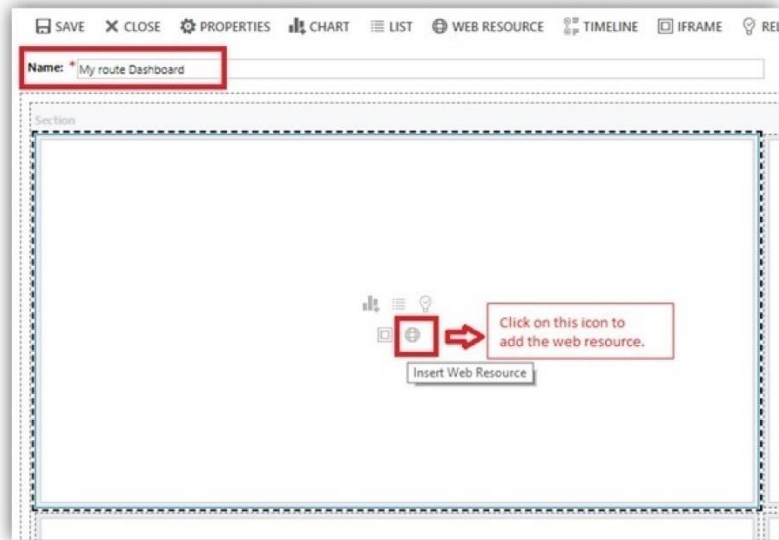 SAVE CLOSE PROPERTIES CHART LIST WEB RESOURCE TIMELINE IFRAME
Name: * My route Dashboard
Section
Click on this icon to
add the web resource.
Insert Web Resource